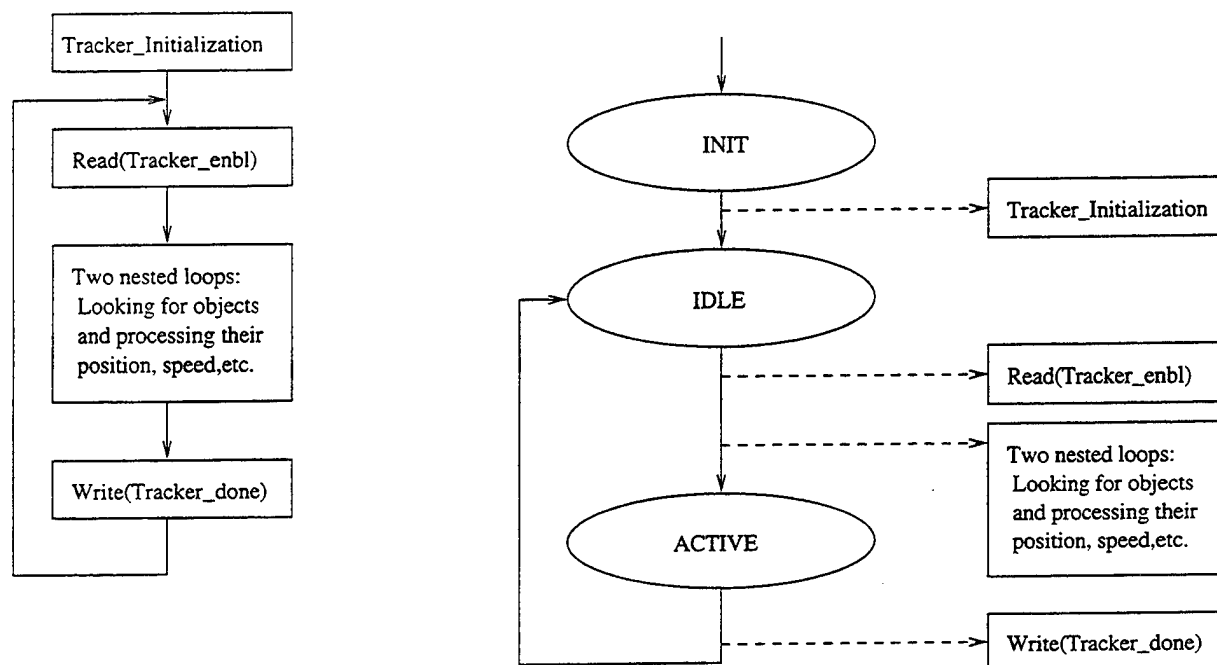 Tracker_Initialization
Read(Tracker_enbl)
Two nested loops:
Looking for objects
and processing their
position, speed,etc.
Write(Tracker_done)
INIT
Tracker_Initialization
IDLE
Read(Tracker_enbl)
Two nested loops:
Looking for objects
and processing their
position, speed,etc.
ACTIVE
Write(Tracker_done)